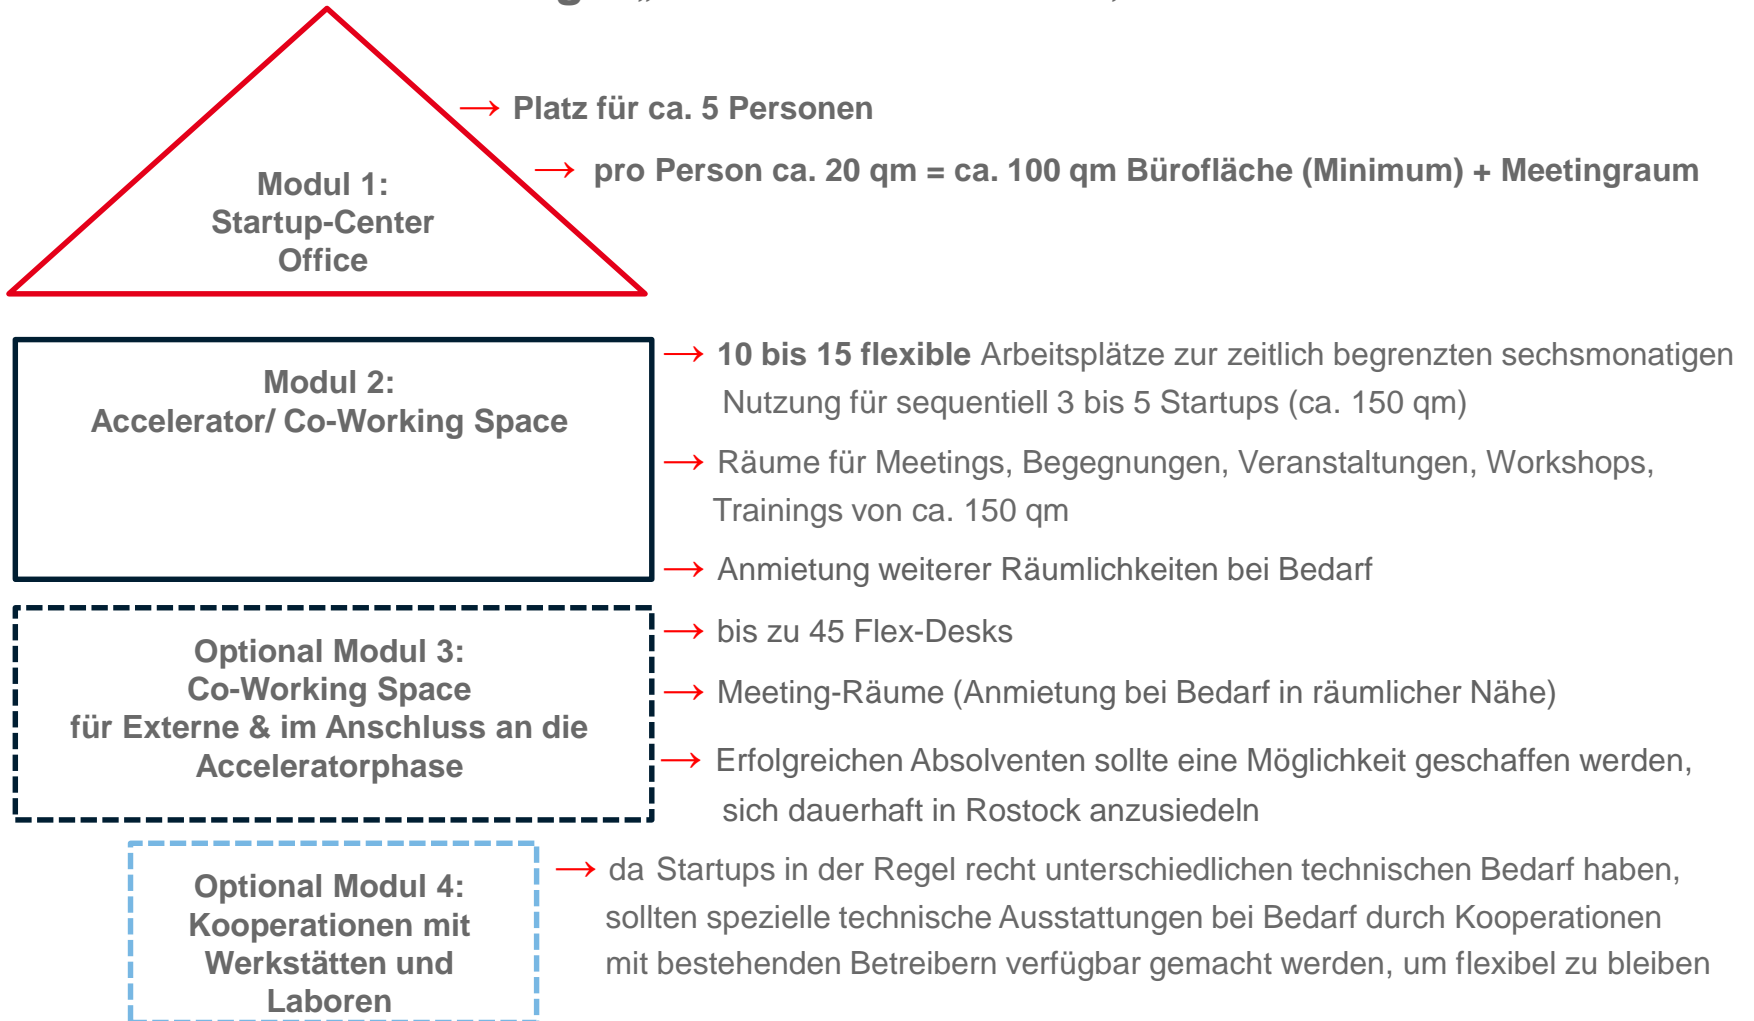 Platz für ca. 5 Personen
pro Person ca. 20 qm = ca. 100 qm Bürofläche (Minimum) + Meetingraum
Modul 1:
Startup-Center
Office
10 bis 15 flexible Arbeitsplätze zur zeitlich begrenzten sechsmonatigen
Nutzung für sequentiell 3 bis 5 Startups (ca. 150 qm)
Modul 2:
Accelerator/ Co-Working Space
Räume für Meetings, Begegnungen, Veranstaltungen, Workshops,
Trainings von ca. 150 qm
Anmietung weiterer Räumlichkeiten bei Bedarf
bis zu 45 Flex-Desks
Optional Modul 3:
Co-Working Space
für Externe & im Anschluss an die
Acceleratorphase
Meeting-Räume (Anmietung bei Bedarf in räumlicher Nähe)
Erfolgreichen Absolventen sollte eine Möglichkeit geschaffen werden,
sich dauerhaft in Rostock anzusiedeln
Optional Modul 4:
Kooperationen mit
Werkstätten und
Laboren
da Startups in der Regel recht unterschiedlichen technischen Bedarf haben,
sollten spezielle technische Ausstattungen bei Bedarf durch Kooperationen
mit bestehenden Betreibern verfügbar gemacht werden, um flexibel zu bleiben